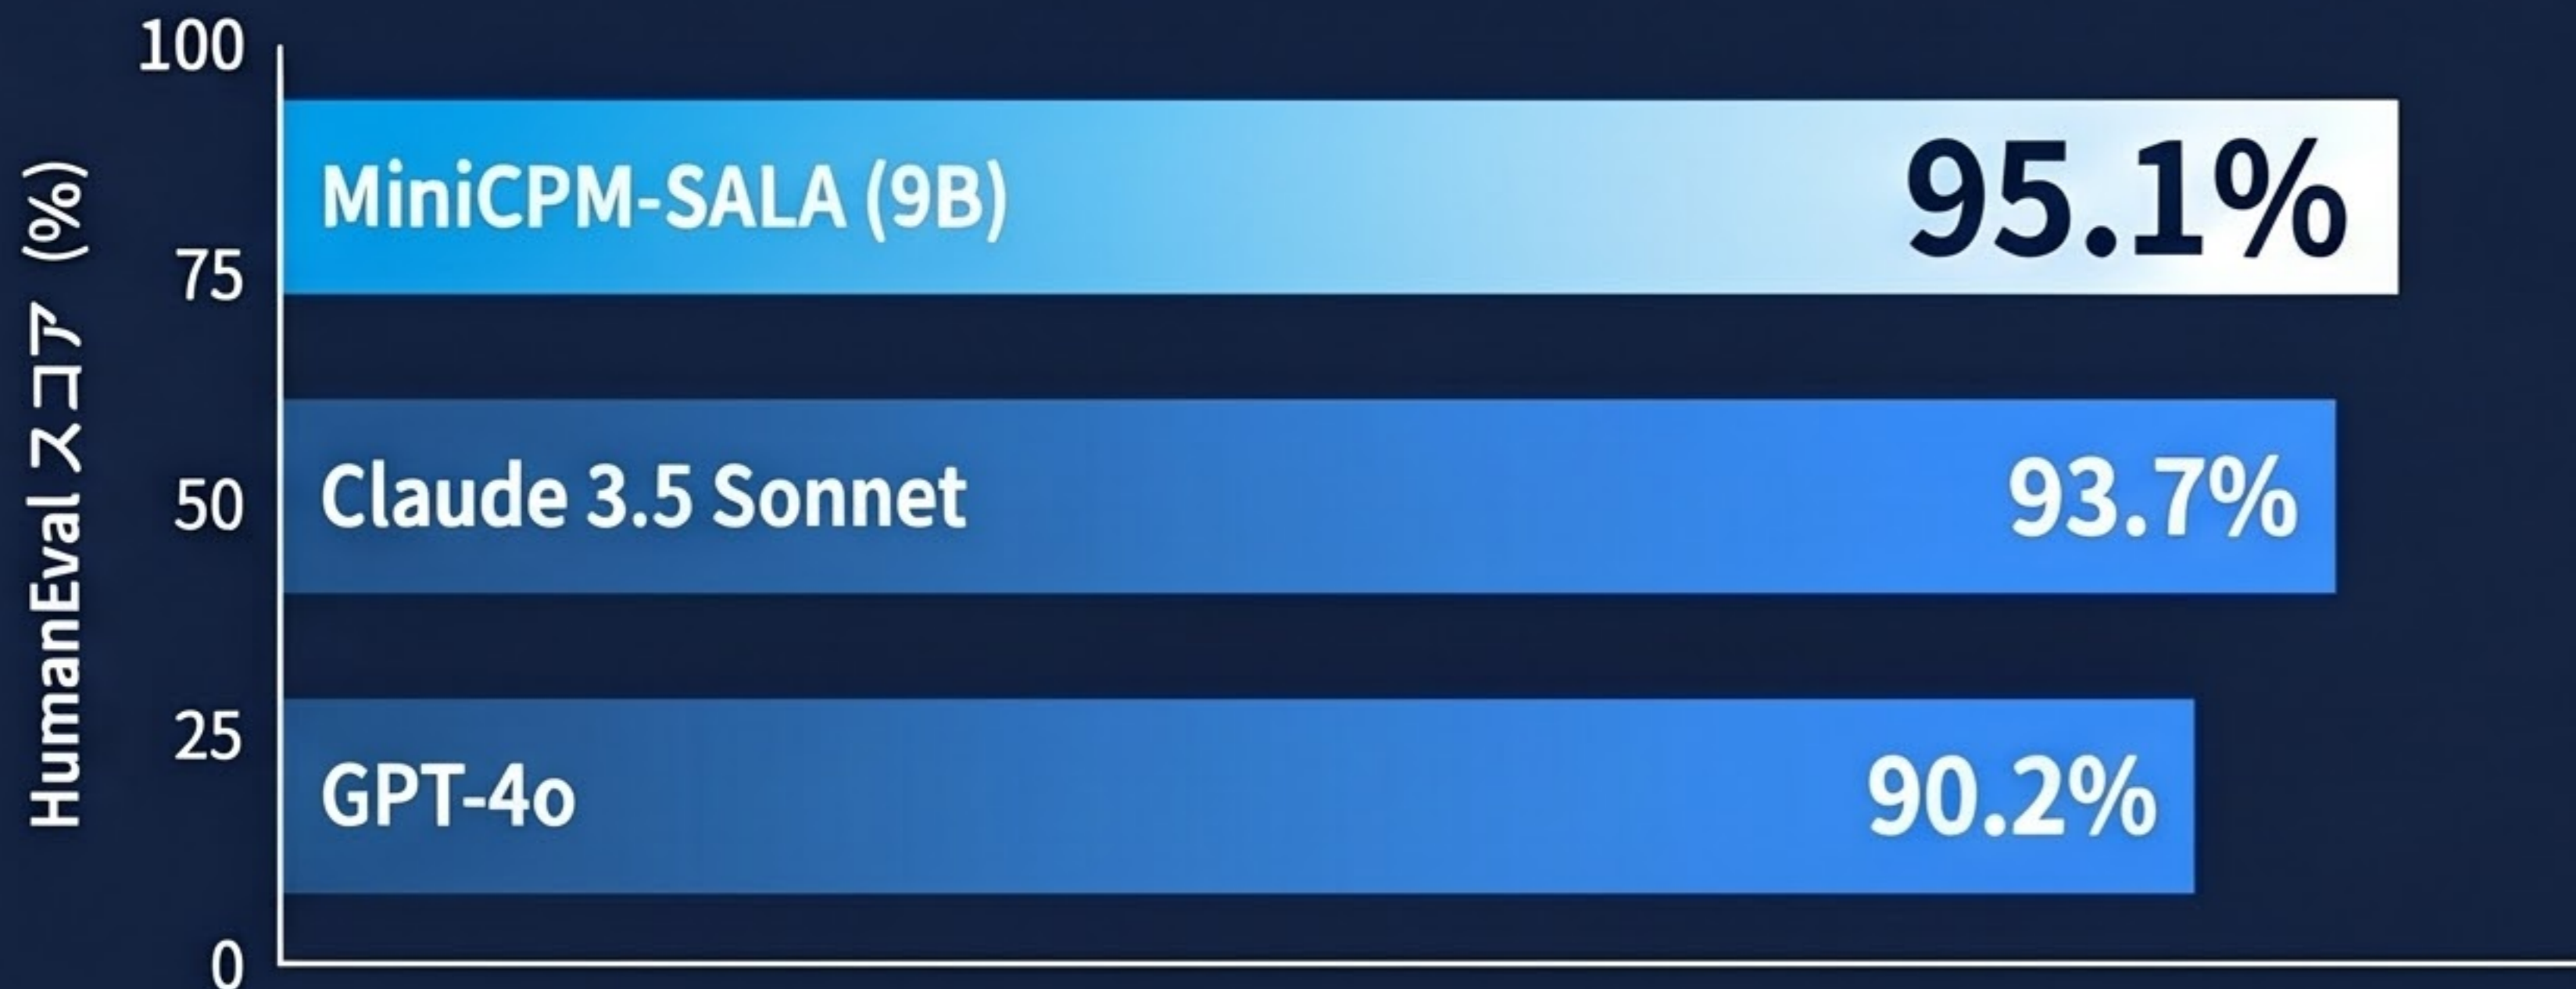 HumanEval スコア (%)
100
75
50
25
0
MiniCPM-SALA (9B)
95.1%
Claude 3.5 Sonnet
93.7%
GPT-4o
90.2%